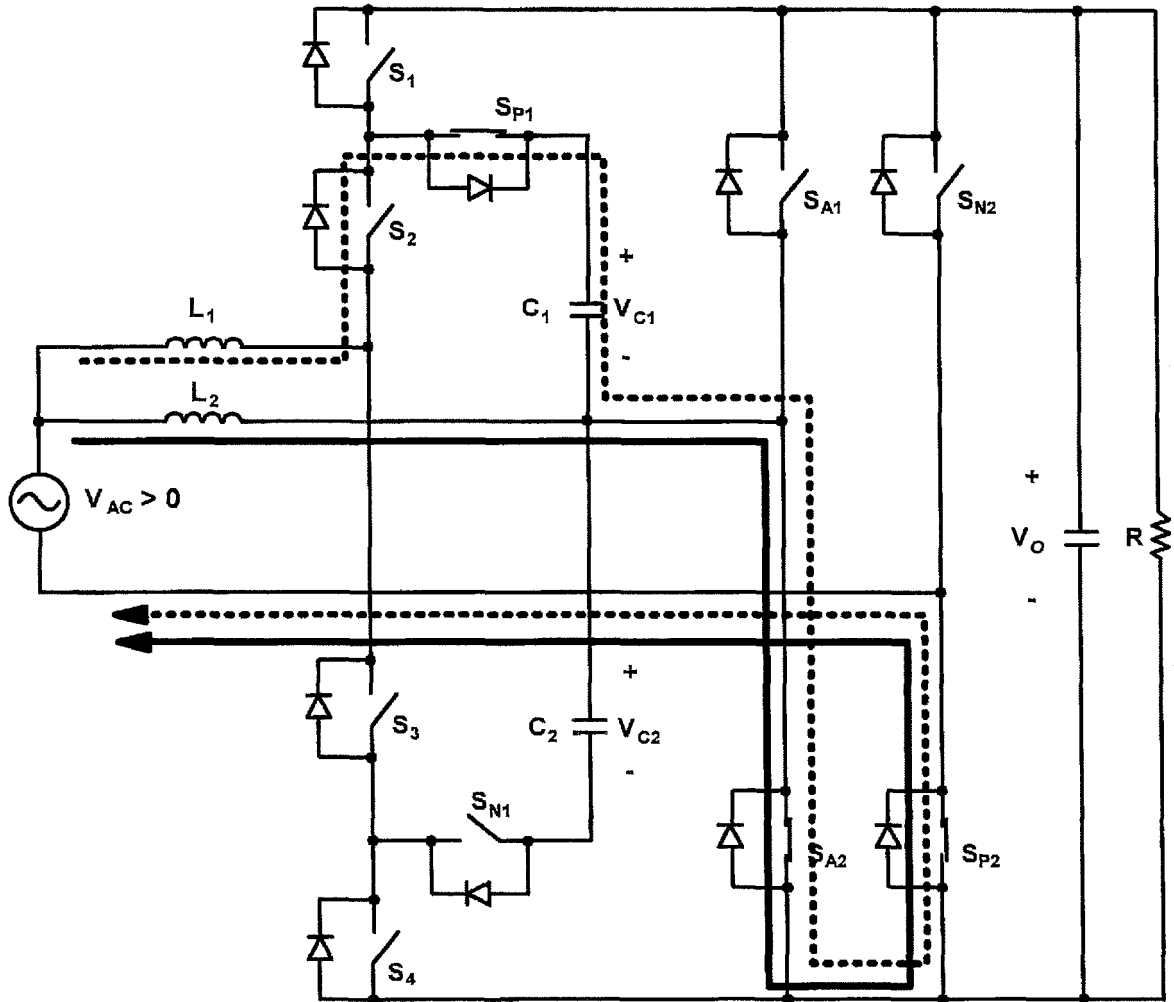 S1
SP1
SA1
SN2
S2
+
L1
C1
VC1
-
L2
VAC > 0
+
VO
R
-
+
S3
C2
VC2
-
SN1
SA2
SP2
S4